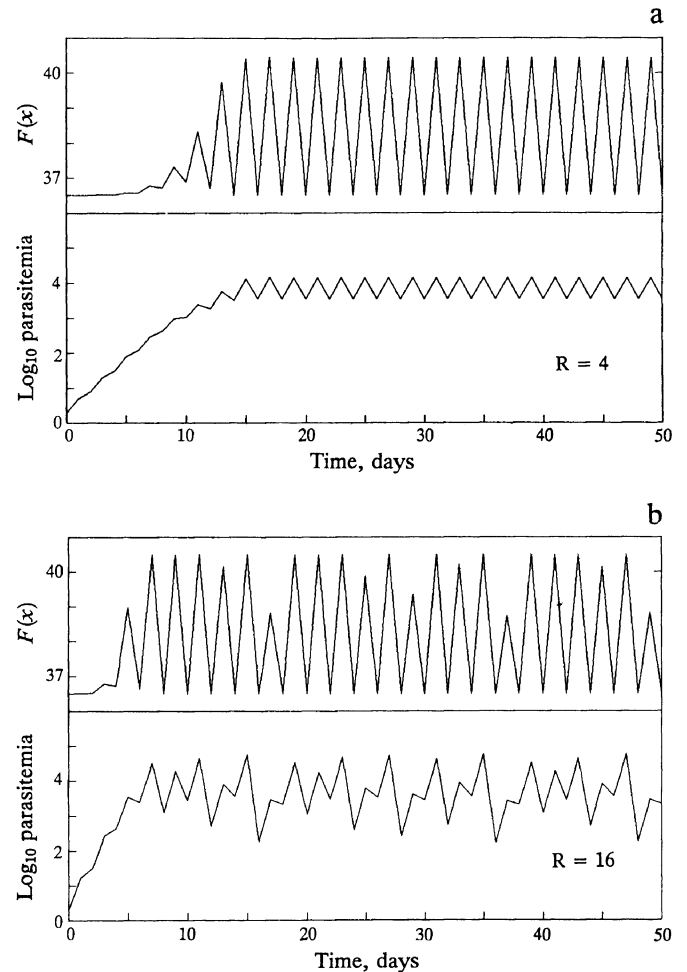 a
40
F(x)
37
Log10 parasitemia
4
2
0
R = 4
0 10 20 30 40 50
Time, days
b
40
F(x)
37
Log10 parasitemia
4
2
0
R = 16
0 10 20 30 40 50
Time, days